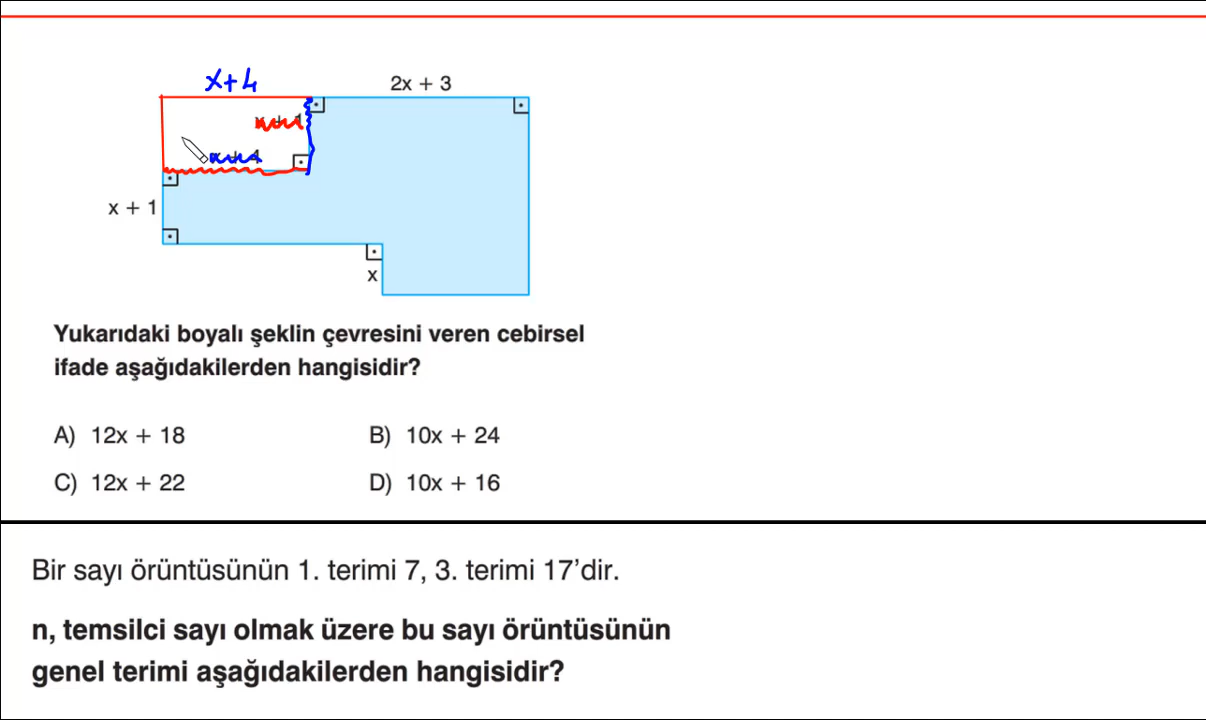 x+4
2x + 3
x + 1
x
Yukarıdaki boyalı şeklin çevresini veren cebirsel
ifade aşağıdakilerden hangisidir?
A) 12x + 18
B) 10x + 24
C) 12x + 22
D) 10x + 16
Bir sayı örüntüsünün 1. terimi 7, 3. terimi 17’dir.
n, temsilci sayı olmak üzere bu sayı örüntüsünün
genel terimi aşağıdakilerden hangisidir?